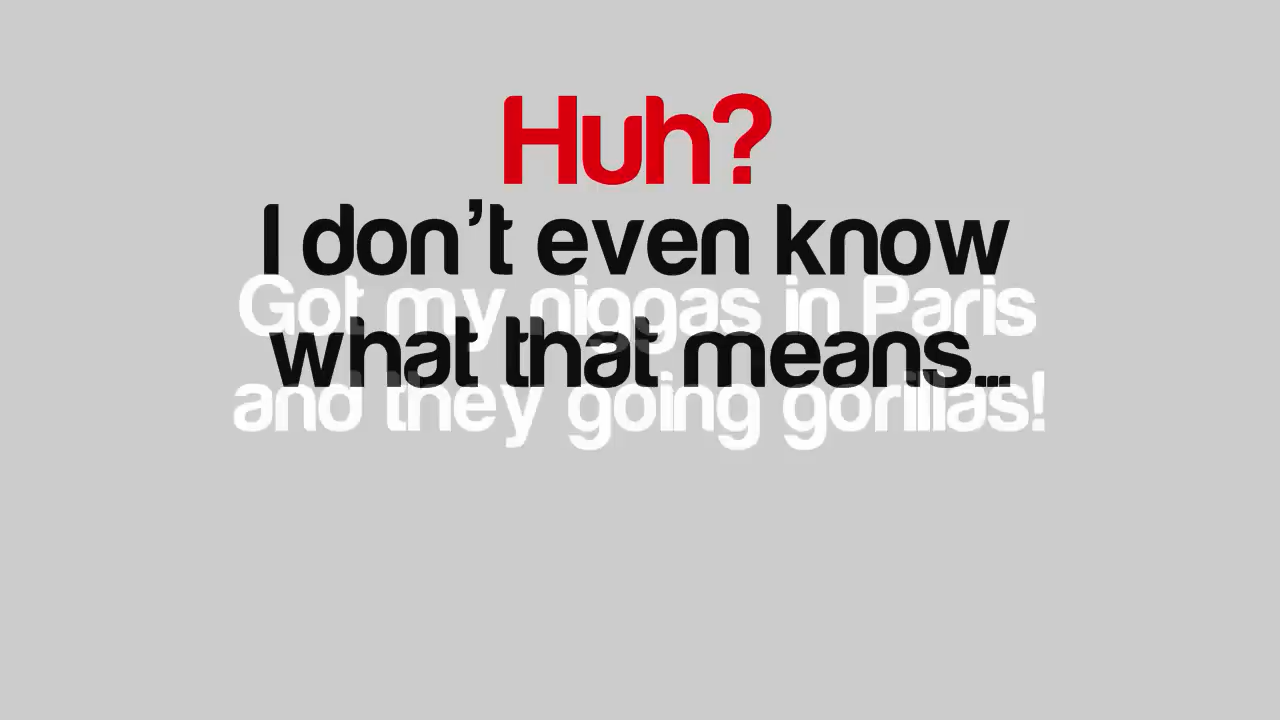 Huh?
I don't even know
Got my niggas in Paris
what that means...
and they going gorillas!